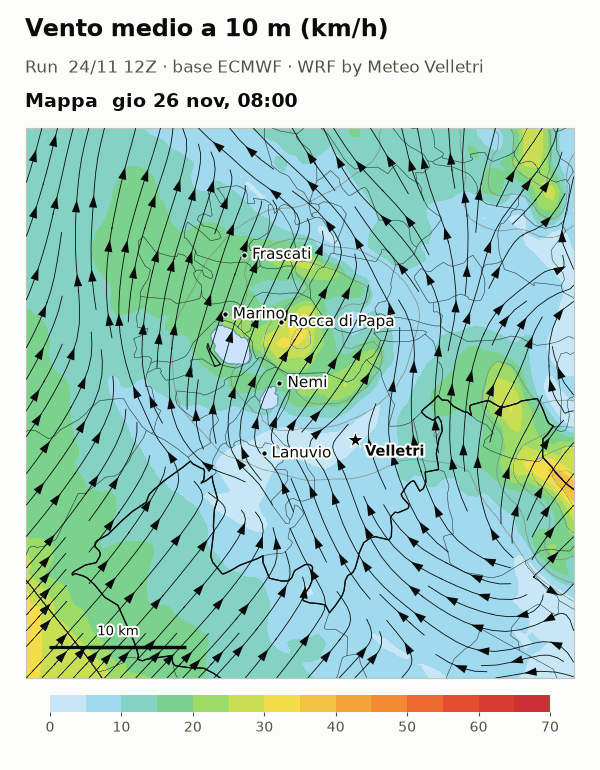 Vento medio a 10 m (km/h)
Run  24/11 12Z · base ECMWF · WRF by Meteo Velletri
Mappa  gio 26 nov, 08:00
Frascati
Marino
Rocca di Papa
Nemi
Velletri
Lanuvio
10 km
0 10 20 30 40 50 60 70